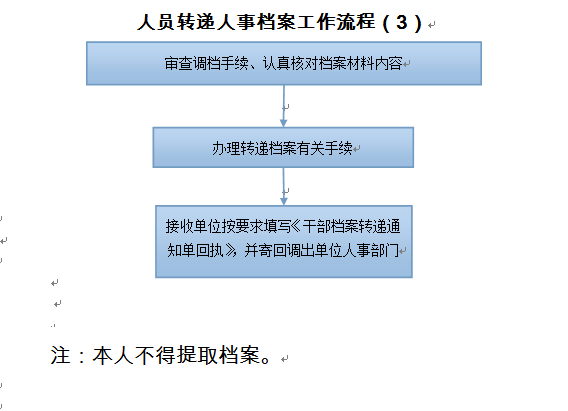 人员转递人事档案工作流程（3）
审查调档手续、认真核对档案材料内容
办理转递档案有关手续
接收单位按要求填写《干部档案转递通
知单回执》，并寄回调出单位人事部门
注：本人不得提取档案。